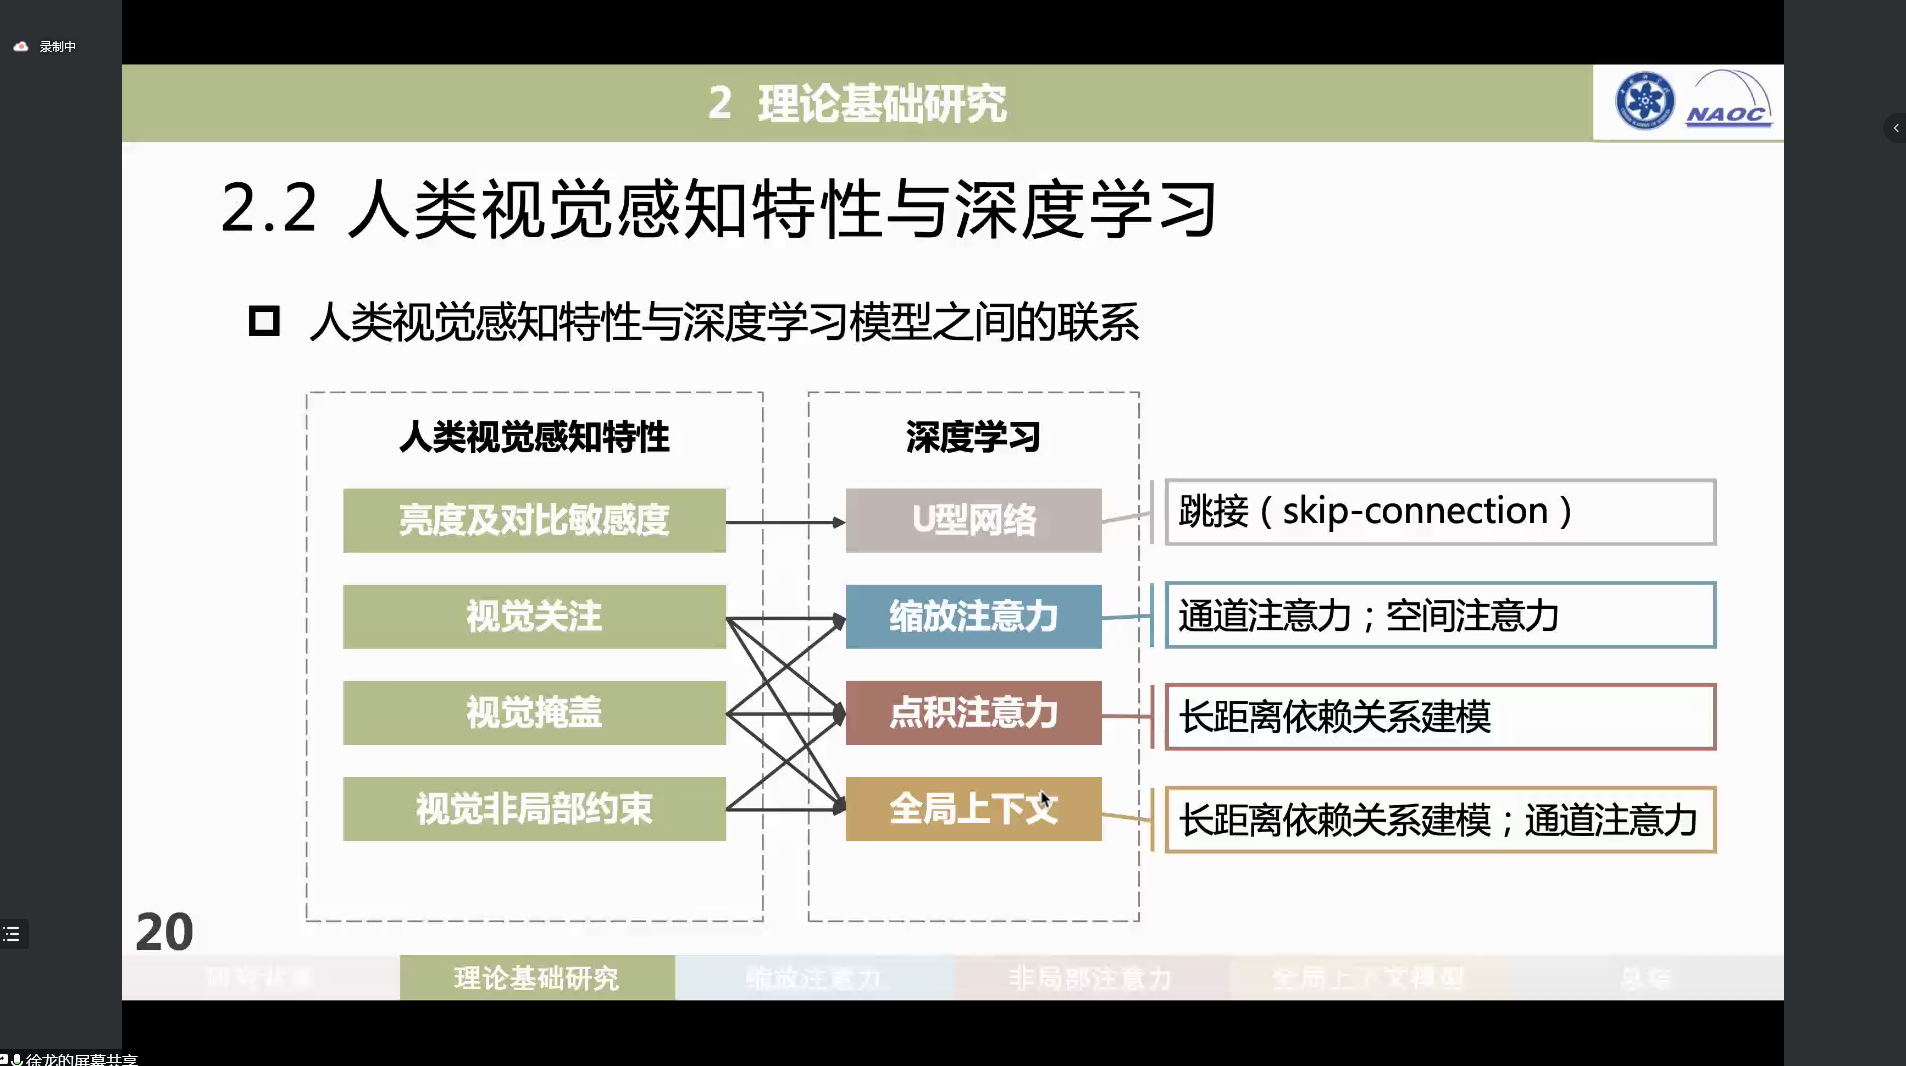 录制中
2 理论基础研究
NAOC
2.2 人类视觉感知特性与深度学习
人类视觉感知特性与深度学习模型之间的联系
人类视觉感知特性
深度学习
亮度及对比敏感度
U型网络
跳接（skip-connection）
视觉关注
缩放注意力
通道注意力；空间注意力
视觉掩盖
点积注意力
长距离依赖关系建模
视觉非局部约束
全局上下文
长距离依赖关系建模；通道注意力
20
理论基础研究
缩放注意力
非局部注意力
全局上下文模型
总结
徐龙的屏幕共享